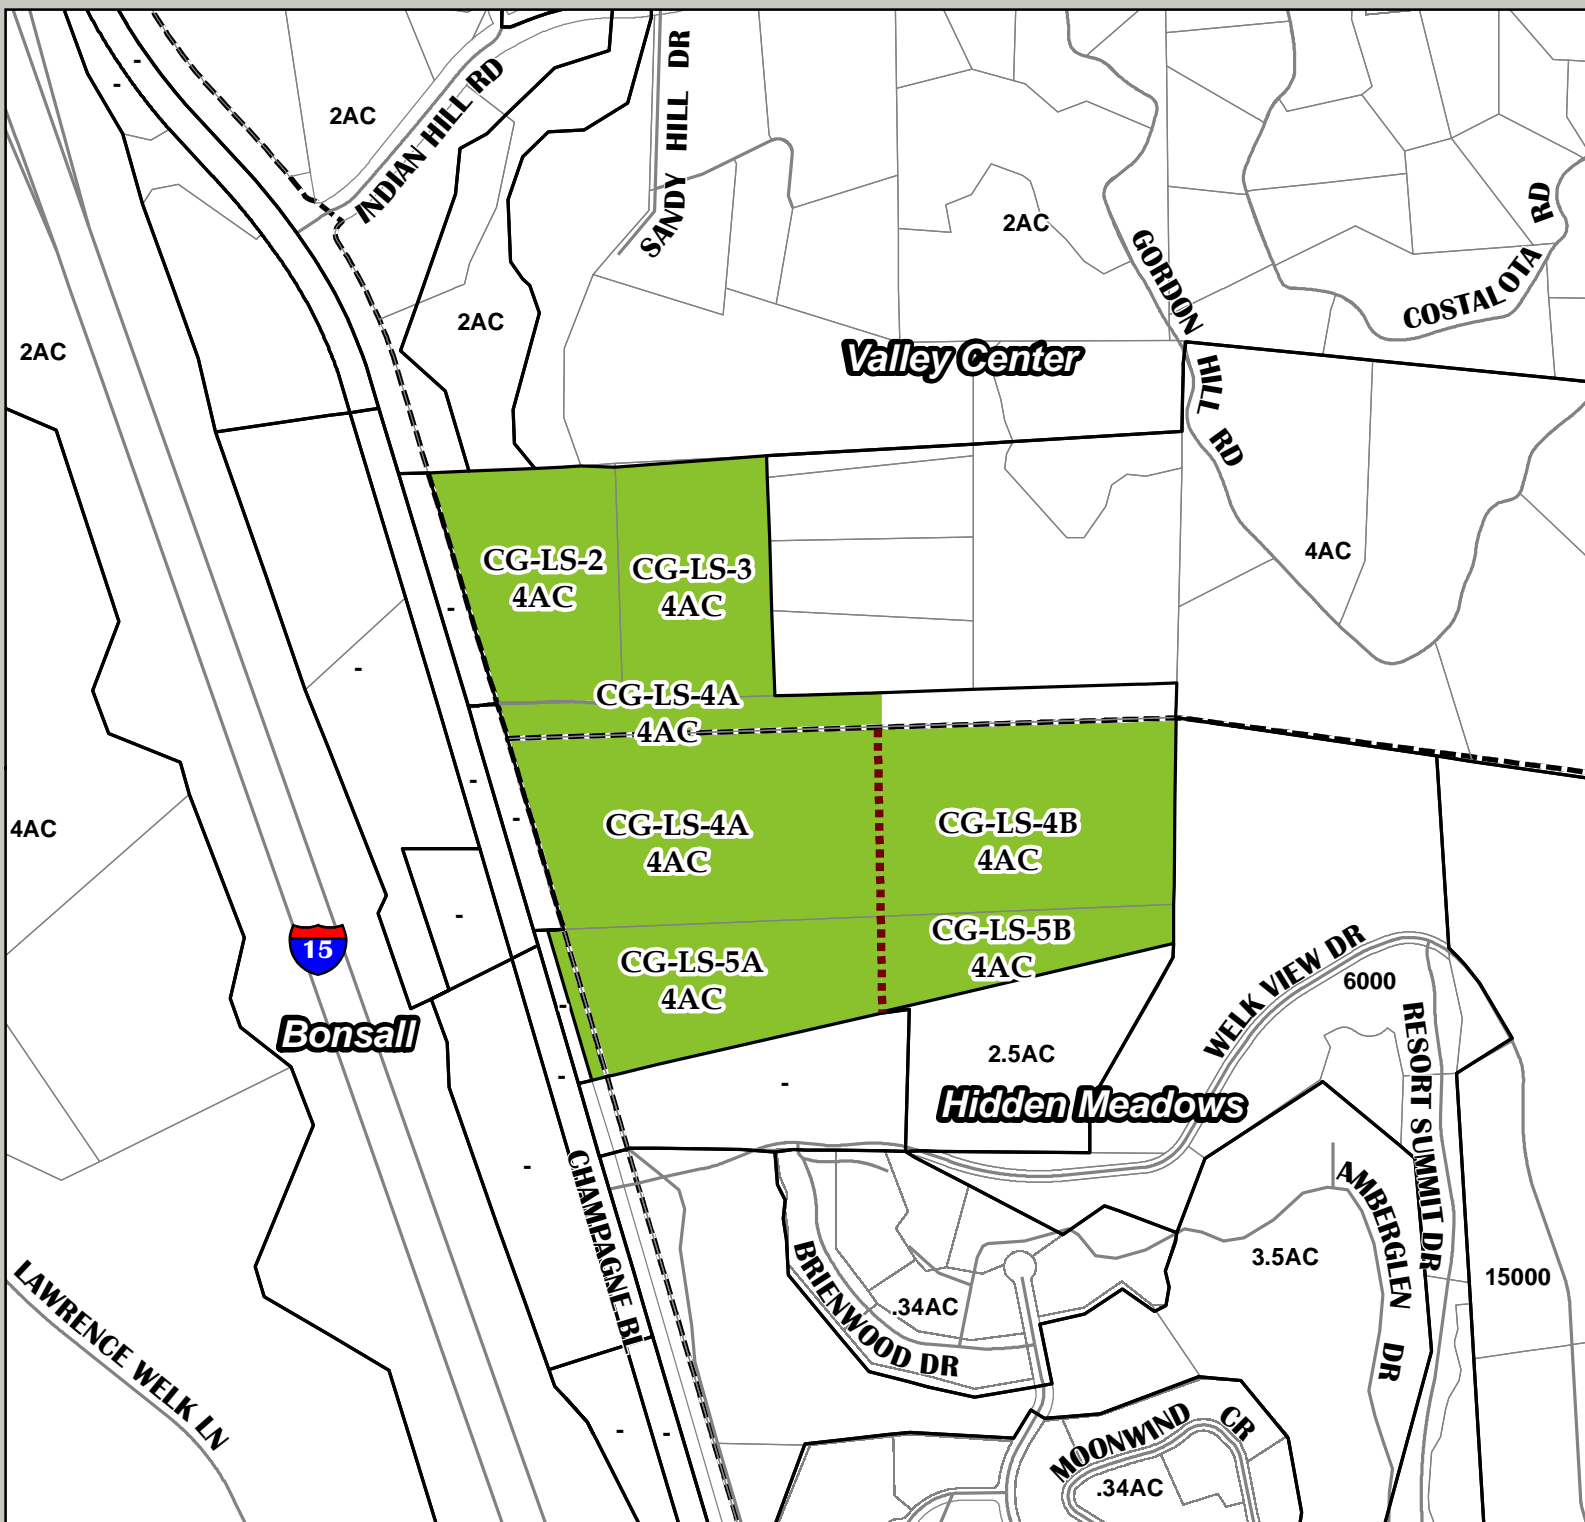 2AC
INDIAN HILL RD
SANDY HILL DR
2AC
GORDON HILL RD
COSTALOTA RD
2AC
2AC
Valley Center
CG-LS-2
4AC
CG-LS-3
4AC
4AC
CG-LS-4A
4AC
4AC
CG-LS-4A
4AC
CG-LS-4B
4AC
15
CG-LS-5A
4AC
CG-LS-5B
4AC
WELK VIEW DR
6000
Bonsall
2.5AC
Hidden Meadows
RESORT SUMMIT DR
CHAMPAGNE BL
AMBERGLEN DR
BRIENWOOD DR
3.5AC
15000
.34AC
LAWRENCE WELK LN
MOONWIND CR
.34AC